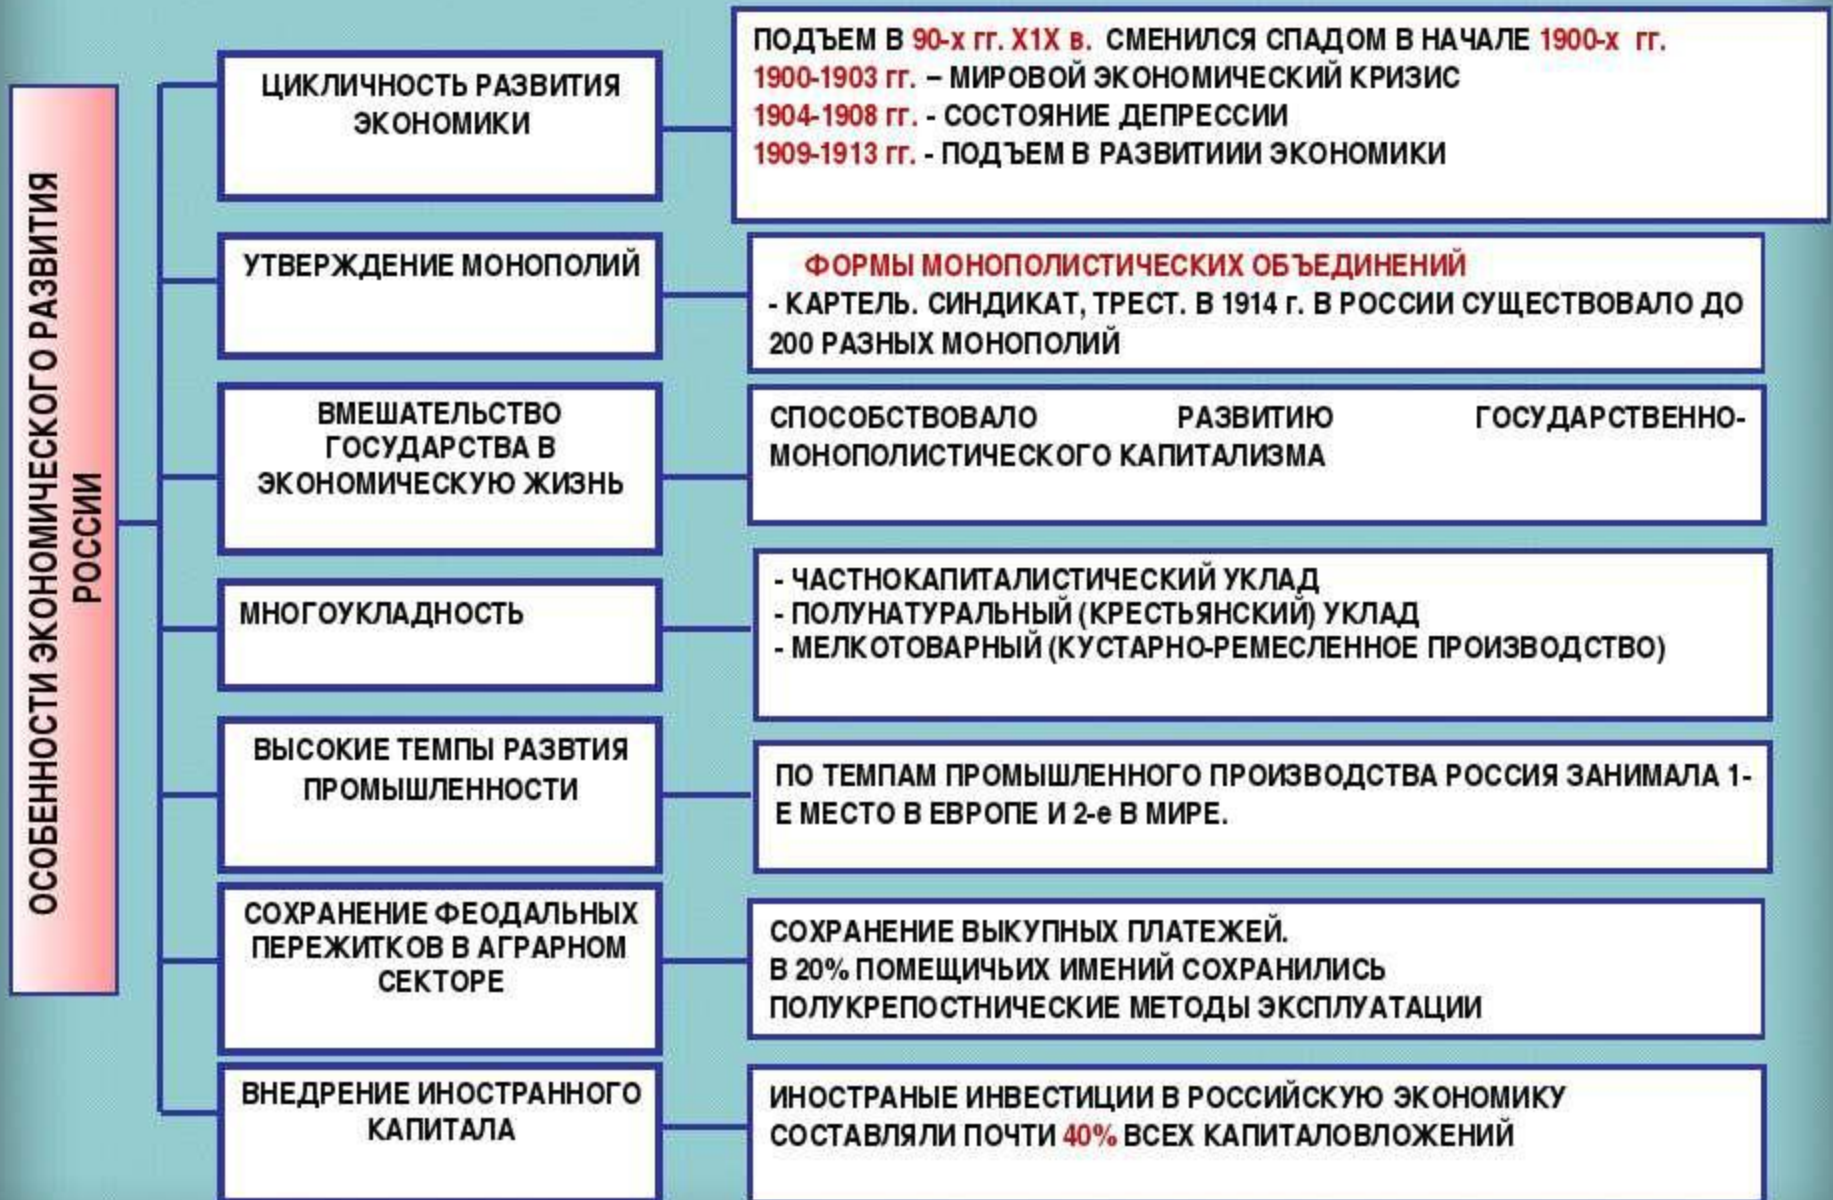 ОСОБЕННОСТИ ЭКОНОМИЧЕСКОГО РАЗВИТИЯ
РОССИИ
ЦИКЛИЧНОСТЬ РАЗВИТИЯ
ЭКОНОМИКИ
ПОДЪЕМ В 90-х гг. X1X в. СМЕНИЛСЯ СПАДОМ В НАЧАЛЕ 1900-х гг.
1900-1903 гг. – МИРОВОЙ ЭКОНОМИЧЕСКИЙ КРИЗИС
1904-1908 гг. - СОСТОЯНИЕ ДЕПРЕССИИ
1909-1913 гг. - ПОДЪЕМ В РАЗВИТИИИ ЭКОНОМИКИ
УТВЕРЖДЕНИЕ МОНОПОЛИЙ
ФОРМЫ МОНОПОЛИСТИЧЕСКИХ ОБЪЕДИНЕНИЙ
- КАРТЕЛЬ. СИНДИКАТ, ТРЕСТ. В 1914 г. В РОССИИ СУЩЕСТВОВАЛО ДО
200 РАЗНЫХ МОНОПОЛИЙ
ВМЕШАТЕЛЬСТВО
ГОСУДАРСТВА В
ЭКОНОМИЧЕСКУЮ ЖИЗНЬ
СПОСОБСТВОВАЛО РАЗВИТИЮ ГОСУДАРСТВЕННО-
МОНОПОЛИСТИЧЕСКОГО КАПИТАЛИЗМА
МНОГОУКЛАДНОСТЬ
- ЧАСТНОКАПИТАЛИСТИЧЕСКИЙ УКЛАД
- ПОЛУНАТУРАЛЬНЫЙ (КРЕСТЬЯНСКИЙ) УКЛАД
- МЕЛКОТОВАРНЫЙ (КУСТАРНО-РЕМЕСЛЕННОЕ ПРОИЗВОДСТВО)
ВЫСОКИЕ ТЕМПЫ РАЗВТИЯ
ПРОМЫШЛЕННОСТИ
ПО ТЕМПАМ ПРОМЫШЛЕННОГО ПРОИЗВОДСТВА РОССИЯ ЗАНИМАЛА 1-
Е МЕСТО В ЕВРОПЕ И 2-е В МИРЕ.
СОХРАНЕНИЕ ФЕОДАЛЬНЫХ
ПЕРЕЖИТКОВ В АГРАРНОМ
СЕКТОРЕ
СОХРАНЕНИЕ ВЫКУПНЫХ ПЛАТЕЖЕЙ.
В 20% ПОМЕЩИЧЬИХ ИМЕНИЙ СОХРАНИЛИСЬ
ПОЛУКРЕПОСТНИЧЕСКИЕ МЕТОДЫ ЭКСПЛУАТАЦИИ
ВНЕДРЕНИЕ ИНОСТРАННОГО
КАПИТАЛА
ИНОСТРАНЫЕ ИНВЕСТИЦИИ В РОССИЙСКУЮ ЭКОНОМИКУ
СОСТАВЛЯЛИ ПОЧТИ 40% ВСЕХ КАПИТАЛОВЛОЖЕНИЙ